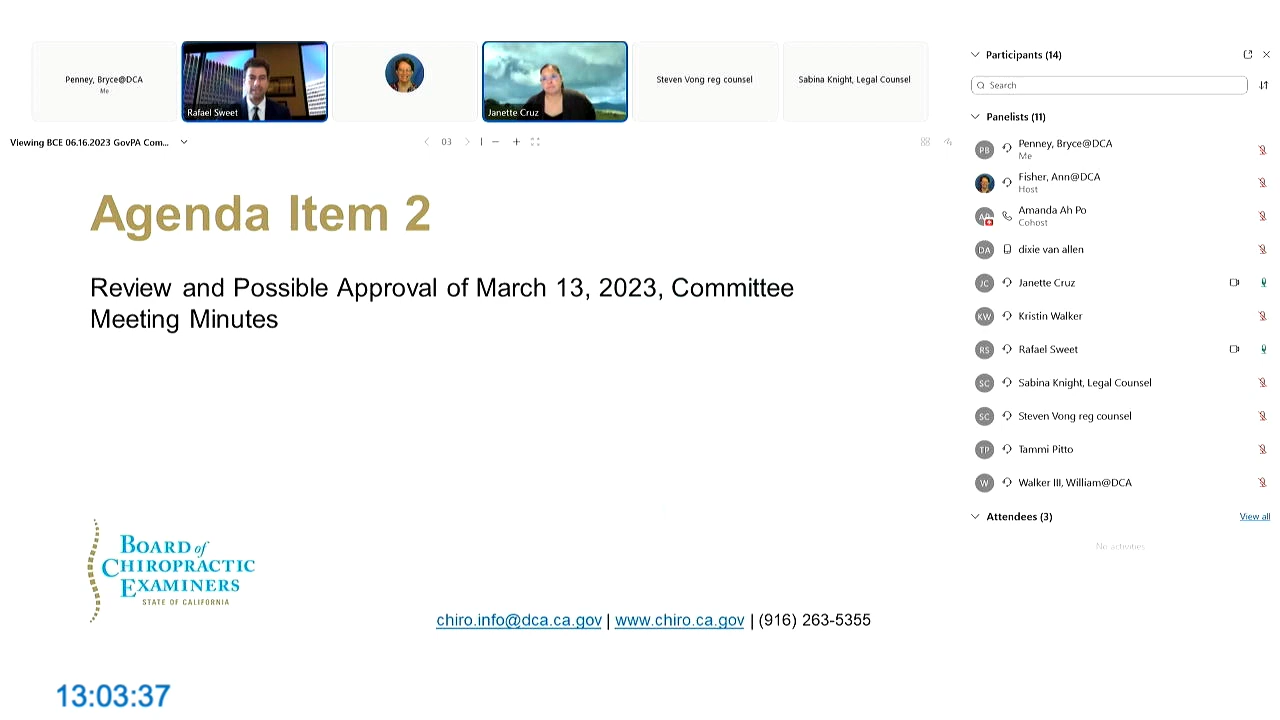 Penney, Bryce@DCA
Me
Rafael Sweet
Janette Cruz
Steven Vong reg counsel
Sabina Knight, Legal Counsel
Viewing BCE 06.16.2023 GovPA Com...
03
Agenda Item 2
Review and Possible Approval of March 13, 2023, Committee
Meeting Minutes
BOARD of
CHIROPRACTIC
EXAMINERS
STATE OF CALIFORNIA
chiro.info@dca.ca.gov | www.chiro.ca.gov | (916) 263-5355
13:03:37
Participants (14)
Search
Panelists (11)
PB
Penney, Bryce@DCA
Me
Fisher, Ann@DCA
Host
Amanda Ah Po
Cohost
DA
dixie van allen
JC
Janette Cruz
KW
Kristin Walker
RS
Rafael Sweet
SC
Sabina Knight, Legal Counsel
SC
Steven Vong reg counsel
TP
Tammi Pitto
W
Walker III, William@DCA
Attendees (3)
View all
No activities